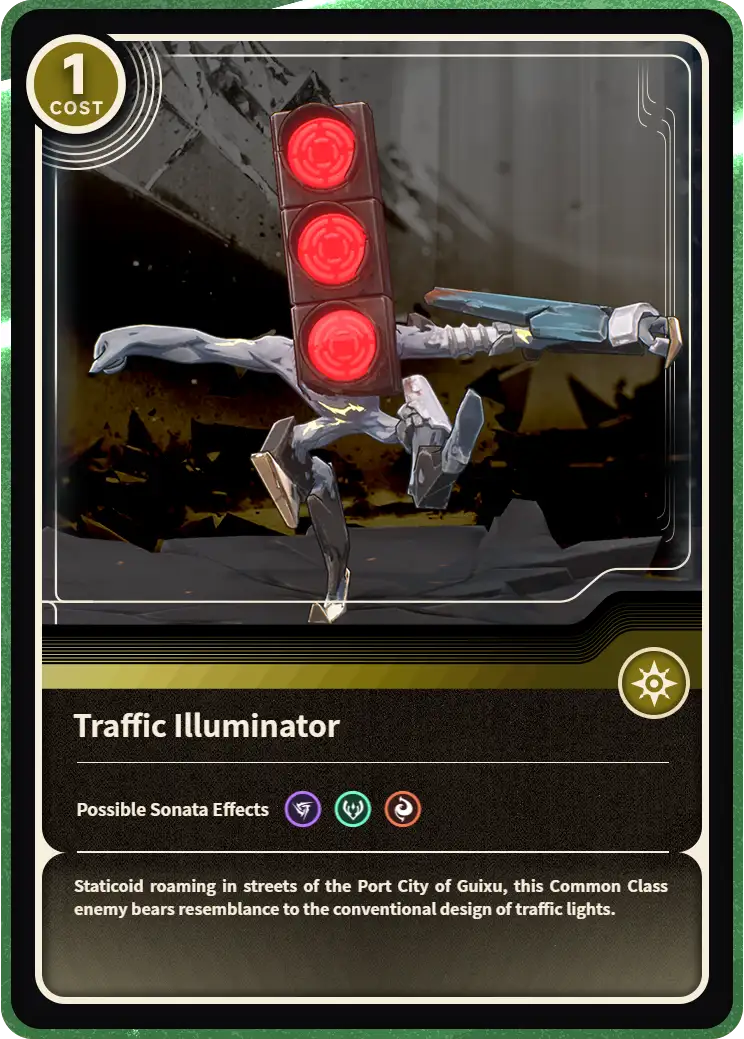 1
COST
Traffic Illuminator
Possible Sonata Effects
Staticoid roaming in streets of the Port City of Guixu, this Common Class
enemy bears resemblance to the conventional design of traffic lights.